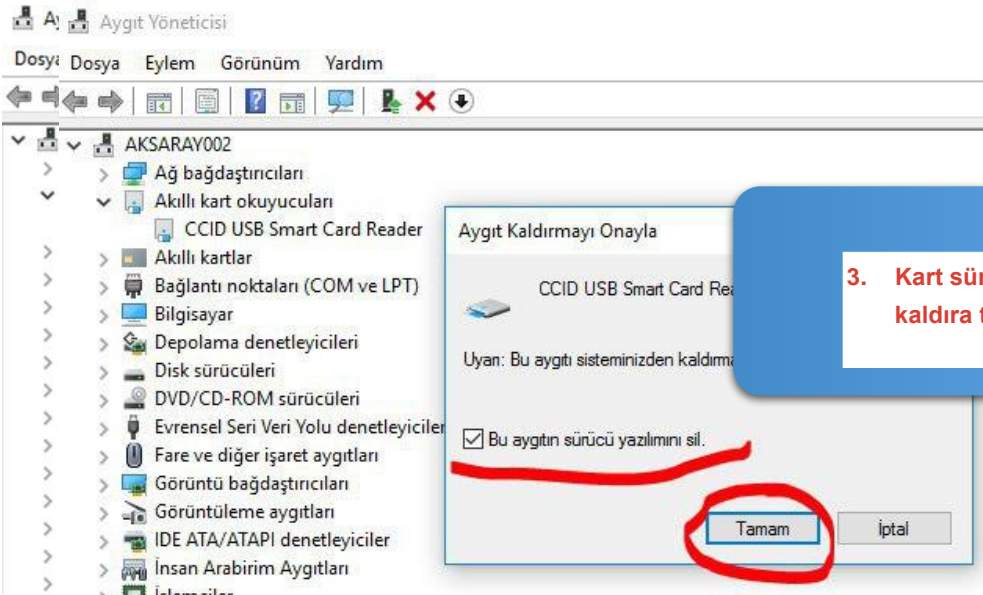 Aygıt Yöneticisi
Dosya Eylem Görünüm Yardım
AKSARAY002
Ağ bağdaştırıcıları
Akıllı kart okuyucuları
CCID USB Smart Card Reader
Akıllı kartlar
Bağlantı noktaları (COM ve LPT)
Bilgisayar
Depolama denetleyicileri
Disk sürücüleri
DVD/CD-ROM sürücüleri
Evrensel Seri Veri Yolu denetleyiciler
Fare ve diğer işaret aygıtları
Görüntü bağdaştırıcıları
Görüntüleme aygıtları
IDE ATA/ATAPI denetleyiciler
İnsan Arabirim Aygıtları
Aygıt Kaldırmayı Onayla
CCID USB Smart Card
Uyarı: Bu aygıtı sisteminizden
Bu aygıtın sürücü yazılımını sil.
Tamam İptal
3. Kart
kaldıra